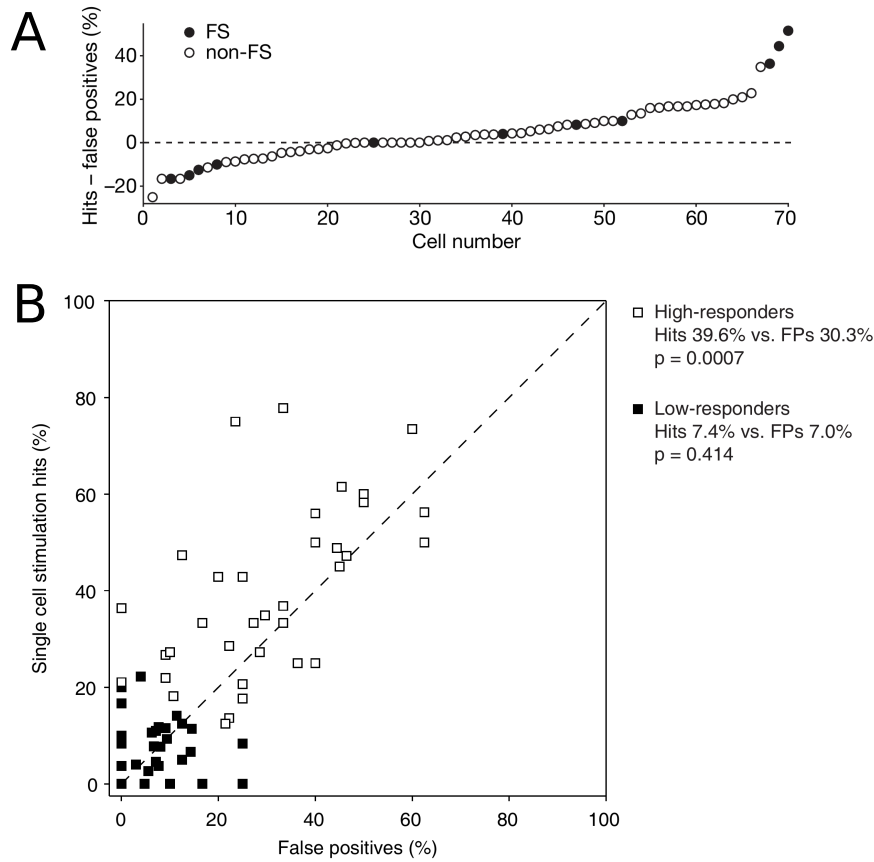 A
Hits – false positives (%)
FS
non-FS
40
20
0
–20
0
10
20
30
40
50
60
70
Cell number
B
Single cell stimulation hits (%)
100
80
60
40
20
0
0
20
40
60
80
100
False positives (%)
High-responders
Hits 39.6% vs. FPs 30.3%
p = 0.0007
Low-responders
Hits 7.4% vs. FPs 7.0%
p = 0.414